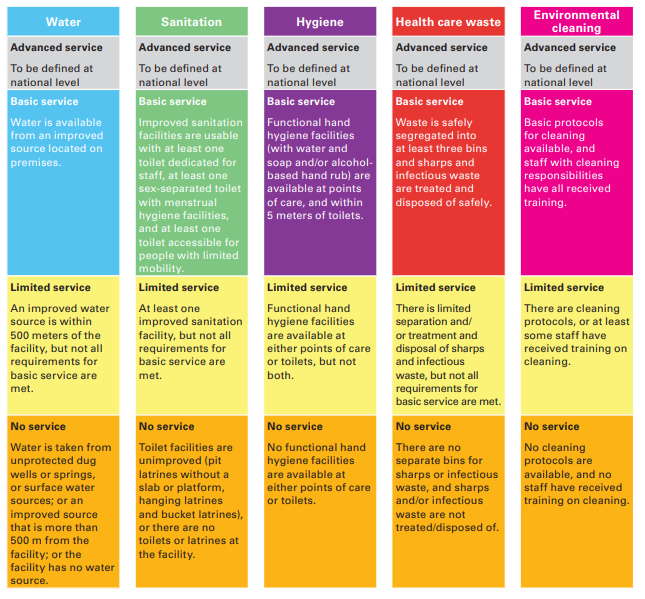 Water
Advanced service
To be defined at
national level
Basic service
Water is available
from an improved
source located on
premises.
Limited service
An improved water
source is within
500 meters of the
facility, but not all
requirements for
basic service are
met.
No service
Water is taken from
unprotected dug
wells or springs,
or surface water
sources; or an
improved source
that is more than
500 m from the
facility; or the
facility has no water
source.
Sanitation
Advanced service
To be defined at
national level
Basic service
Improved sanitation
facilities are usable
with at least one
toilet dedicated for
staff, at least one
sex-separated toilet
with menstrual
hygiene facilities,
and at least one
toilet accessible for
people with limited
mobility.
Limited service
At least one
improved sanitation
facility, but not all
requirements for
basic service are
met.
No service
Toilet facilities are
unimproved (pit
latrines without a
slab or platform,
hanging latrines
and bucket latrines),
or there are no
toilets or latrines at
the facility.
Hygiene
Advanced service
To be defined at
national level
Basic service
Functional hand
hygiene facilities
(with water and
soap and/or alcohol-
based hand rub) are
available at points
of care, and within
5 meters of toilets.
Limited service
Functional hand
hygiene facilities
are available at
either points of care
or toilets, but not
both.
No service
No functional hand
hygiene facilities
are available at
either points of care
or toilets.
Health care waste
Advanced service
To be defined at
national level
Basic service
Waste is safely
segregated into
at least three bins
and sharps and
infectious waste
are treated and
disposed of safely.
Limited service
There is limited
separation and/
or treatment and
disposal of sharps
and infectious
waste, but not all
requirements for
basic service are met.
No service
There are no
separate bins for
sharps or infectious
waste, and sharps
and/or infectious
waste are not
treated/disposed of.
Environmental
cleaning
Advanced service
To be defined at
national level
Basic service
Basic protocols
for cleaning
available, and
staff with cleaning
responsibilities
have all received
training.
Limited service
There are cleaning
protocols, or at least
some staff have
received training on
cleaning.
No service
No cleaning
protocols are
available, and no
staff have received
training on cleaning.